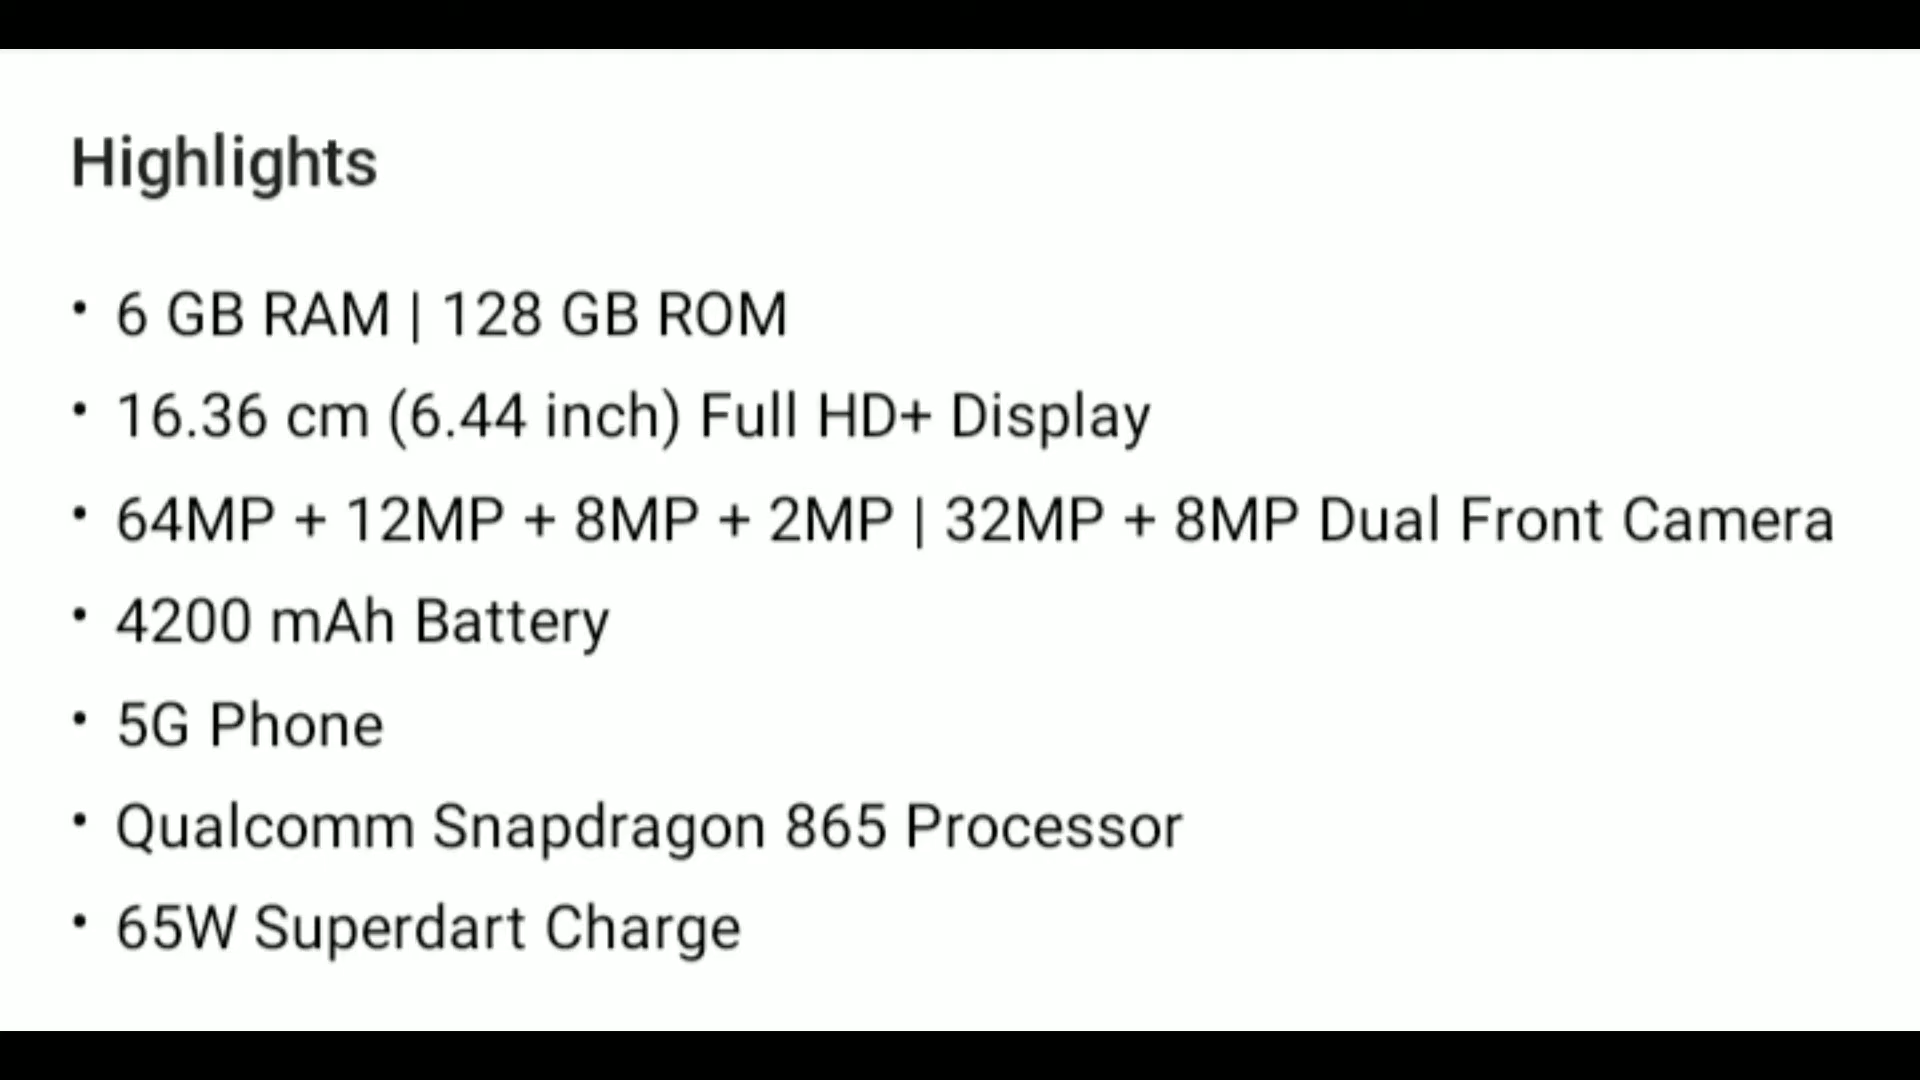 Highlights
• 6 GB RAM | 128 GB ROM
• 16.36 cm (6.44 inch) Full HD+ Display
• 64MP + 12MP + 8MP + 2MP | 32MP + 8MP Dual Front Camera
• 4200 mAh Battery
• 5G Phone
• Qualcomm Snapdragon 865 Processor
• 65W Superdart Charge